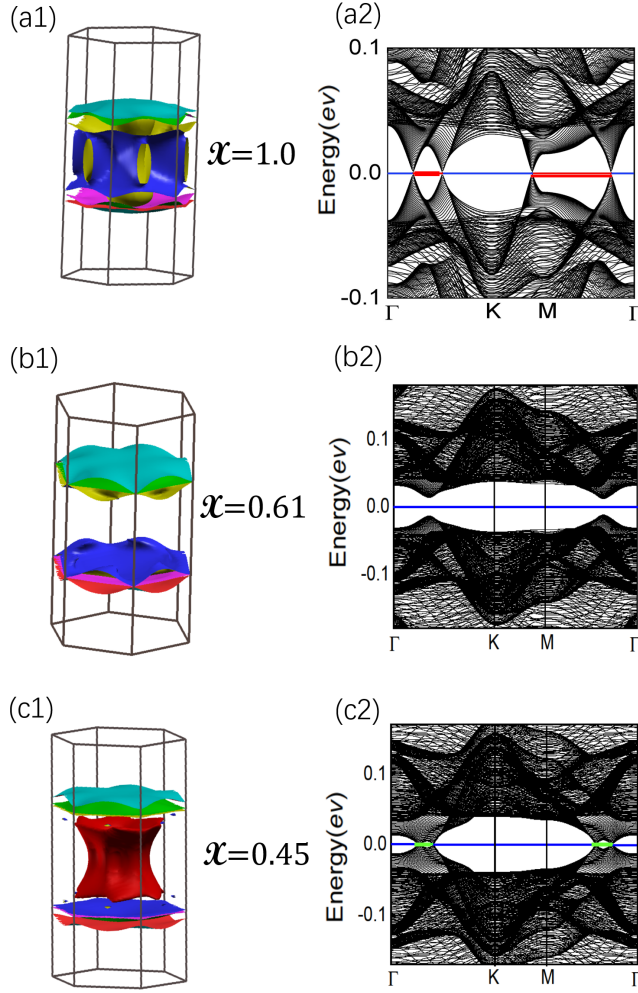 (a1)
𝓧=1.0
(a2)
Energy(ev)
0.1
0.0
-0.1
Γ K M Γ
(b1)
𝓧=0.61
(b2)
Energy(ev)
0.1
0.0
-0.1
Γ K M Γ
(c1)
𝓧=0.45
(c2)
Energy(ev)
0.1
0.0
-0.1
Γ K M Γ